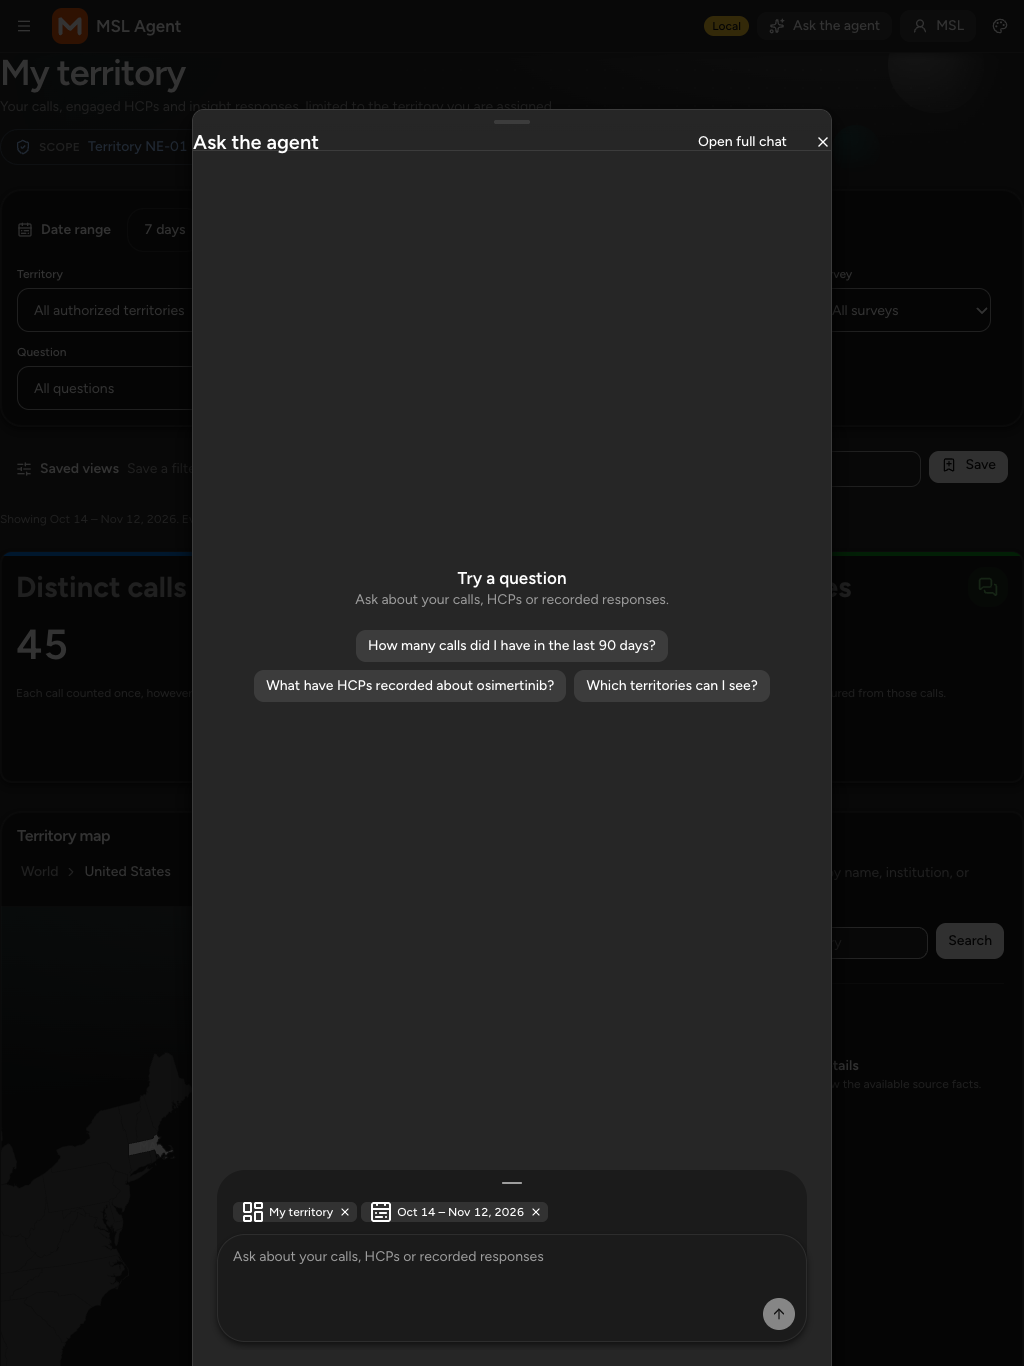 MSL Agent
Local
Ask the agent
MSL
My territory
Your calls, engaged HCPs and insight responses, limited to the territory you are assigned
SCOPE Territory NE-01
Ask the agent
Open full chat
Date range
7 days
Territory
All authorized territories
All surveys
Question
All questions
Saved views
Save
Showing Oct 14 – Nov 12, 2026.
Distinct calls
45
Each call counted once,
from those calls.
Try a question
Ask about your calls, HCPs or recorded responses.
How many calls did I have in the last 90 days?
What have HCPs recorded about osimertinib?
Which territories can I see?
Territory map
World > United States
by name, institution, or
Search
the available source facts.
My territory
Oct 14 – Nov 12, 2026
Ask about your calls, HCPs or recorded responses